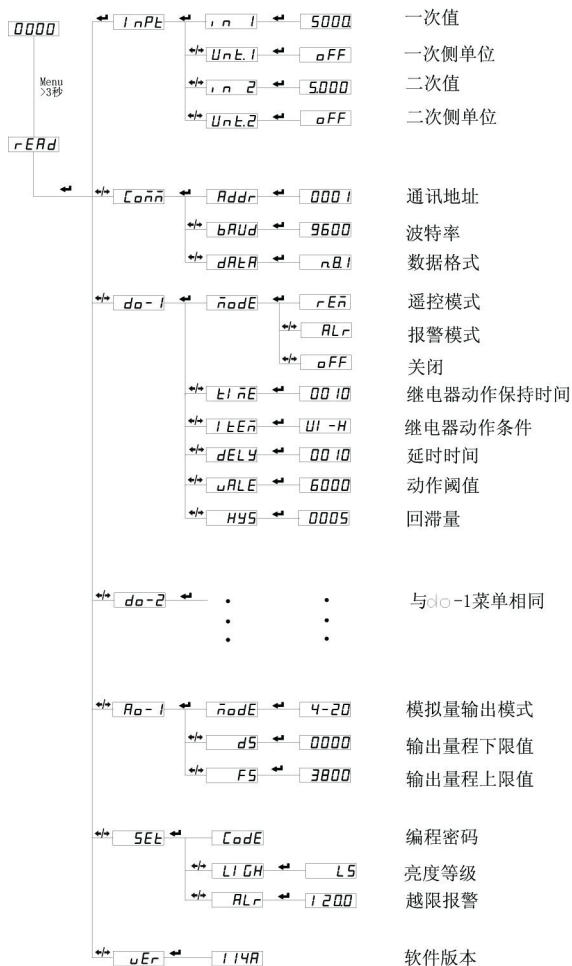 0000
Menu
>3秒
rEAd
InPt in 1 5000. 一次值
Unt.1 oFF 一次侧单位
in 2 5.000 二次值
Unt.2 oFF 二次侧单位
Conn Addr 0001 通讯地址
bAUd 9600 波特率
dAtA n.8.1 数据格式
do-1 modE rEm 遥控模式
ALr 报警模式
oFF 关闭
tImE 0010 继电器动作保持时间
ItEm UI-H 继电器动作条件
dELy 0010 延时时间
vALE 6000 动作阈值
HYS 0005 回滞量
do-2 与do-1菜单相同
Ao-1 modE 4-20 模拟量输出模式
dS 0000 输出量程下限值
FS 3800 输出量程上限值
SEt CodE 编程密码
LIGH L5 亮度等级
ALr 120.0 越限报警
vEr 114A 软件版本